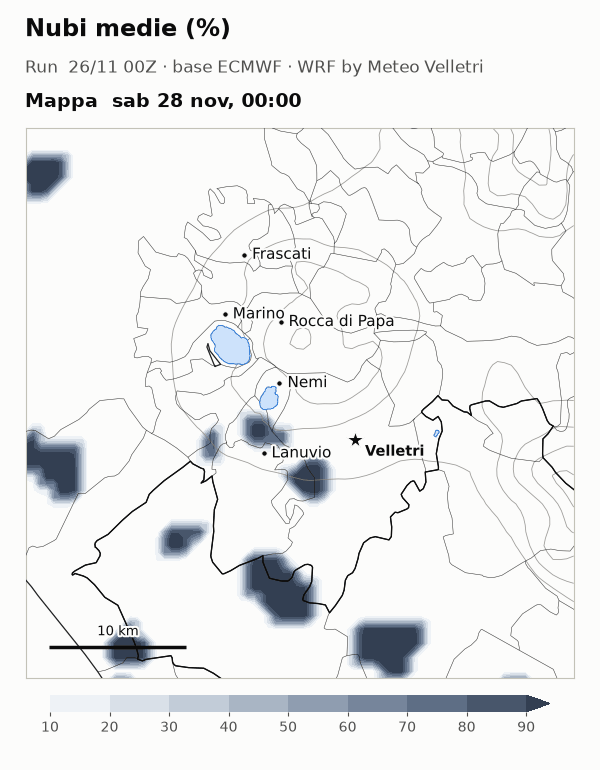 Nubi medie (%)
Run 26/11 00Z · base ECMWF · WRF by Meteo Velletri
Mappa sab 28 nov, 00:00
Frascati
Marino
Rocca di Papa
Nemi
Velletri
Lanuvio
10 km
10 20 30 40 50 60 70 80 90